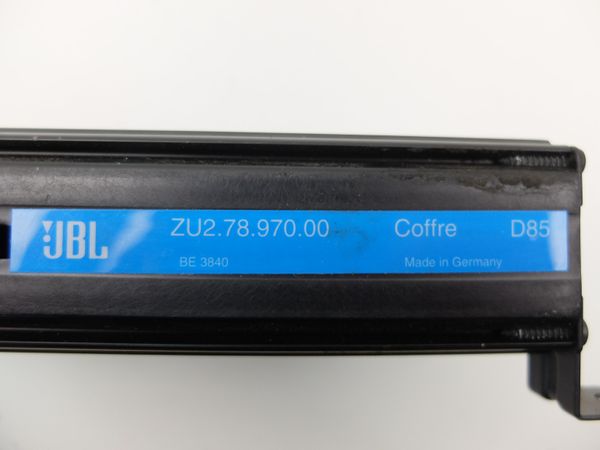 JBL ZU2.78.970.00 Coffre D85
BE 3840 Made in Germany